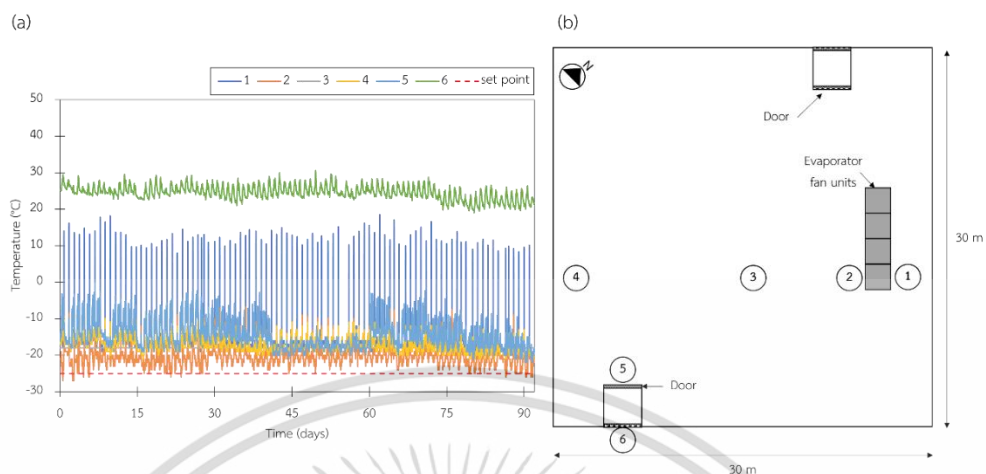 (a)
1 2 3 4 5 6 set point
50
40
30
20
10
0
-10
-20
-30
0 15 30 45 60 75 90
Temperature (°C)
Time (days)
(b)
N
Door
Evaporator
fan units
30 m
4 3 2 1
5
Door
6
30 m